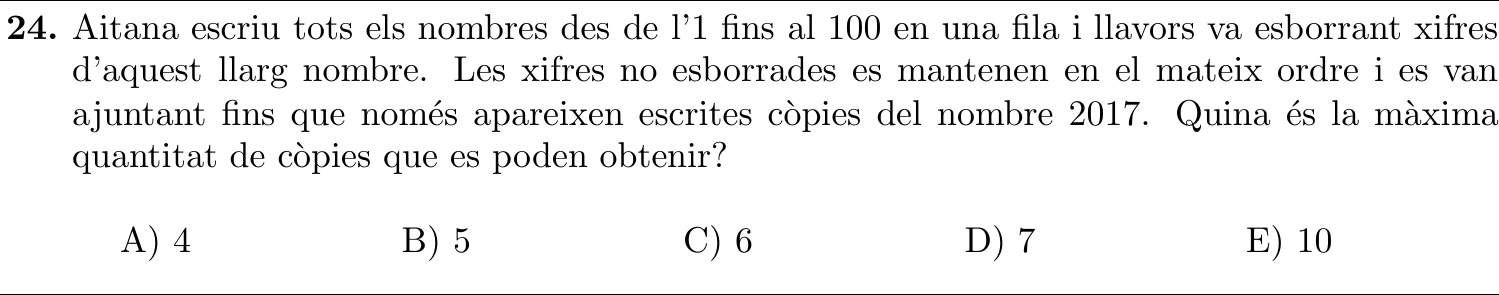 24. Aitana escriu tots els nombres des de l’1 fins al 100 en una fila i llavors va esborrant xifres
d’aquest llarg nombre. Les xifres no esborrades es mantenen en el mateix ordre i es van
ajuntant fins que només apareixen escrites còpies del nombre 2017. Quina és la màxima
quantitat de còpies que es poden obtenir?
A) 4 B) 5 C) 6 D) 7 E) 10